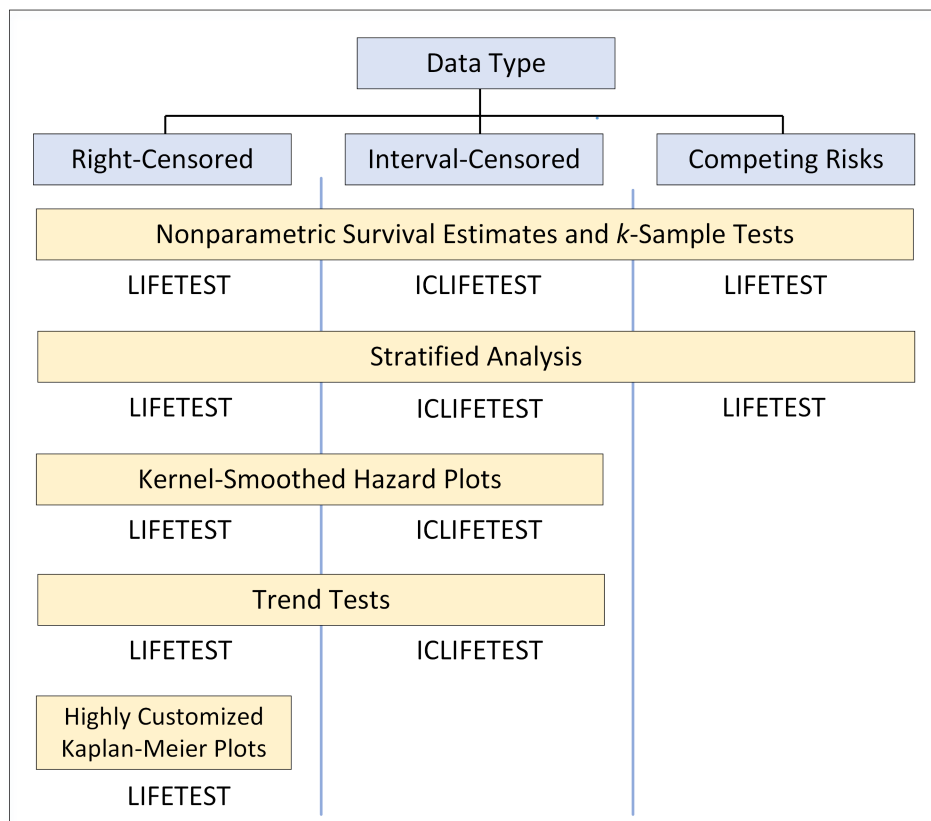 Data Type
Right-Censored
Interval-Censored
Competing Risks
Nonparametric Survival Estimates and k-Sample Tests
LIFETEST
ICLIFETEST
LIFETEST
Stratified Analysis
LIFETEST
ICLIFETEST
LIFETEST
Kernel-Smoothed Hazard Plots
LIFETEST
ICLIFETEST
Trend Tests
LIFETEST
ICLIFETEST
Highly Customized
Kaplan-Meier Plots
LIFETEST